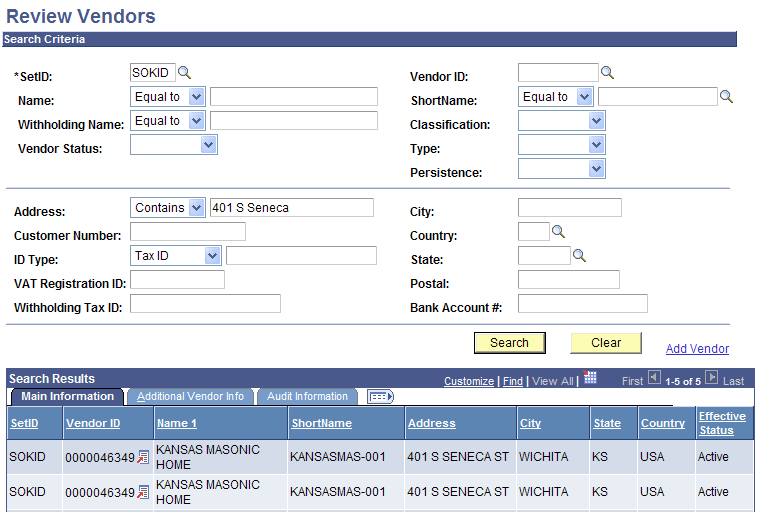 Review Vendors
Search Criteria
*SetID: SOKID Vendor ID:
Name: Equal to ShortName: Equal to
Withholding Name: Equal to Classification:
Vendor Status: Type:
Persistence:
Address: Contains 401 S Seneca City:
Customer Number: Country:
ID Type: Tax ID State:
VAT Registration ID: Postal:
Withholding Tax ID: Bank Account #:
Search Clear Add Vendor
Search Results Customize | Find | View All | First 1-5 of 5 Last
Main Information Additional Vendor Info Audit Information
SetID Vendor ID Name 1 ShortName Address City State Country Effective Status
SOKID 0000046349 KANSAS MASONIC HOME KANSASMAS-001 401 S SENECA ST WICHITA KS USA Active
SOKID 0000046349 KANSAS MASONIC HOME KANSASMAS-001 401 S SENECA ST WICHITA KS USA Active